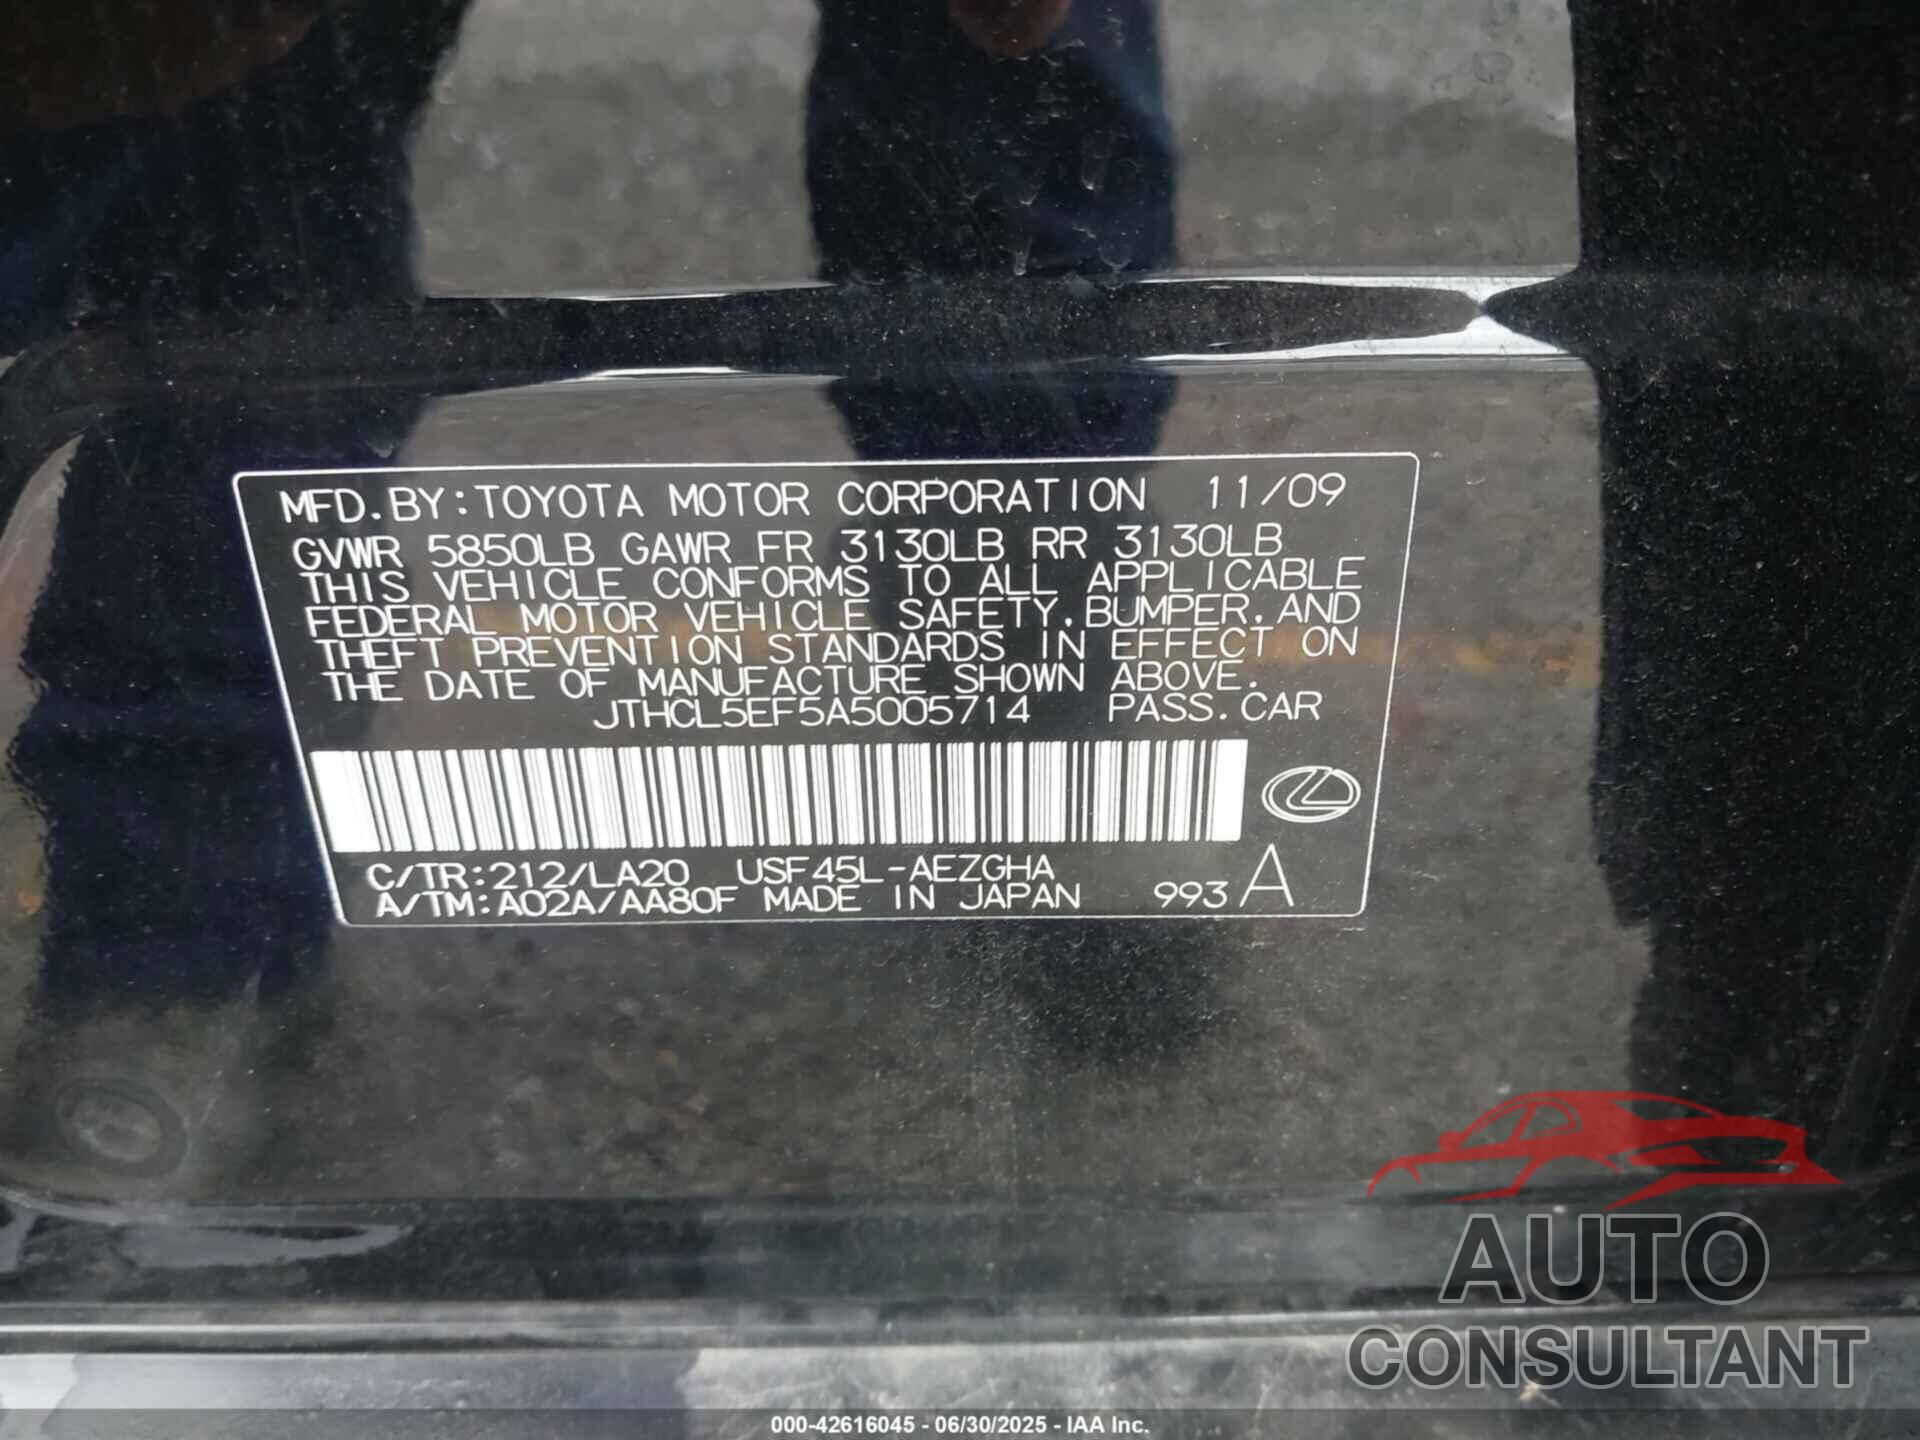 MFD.BY:TOYOTA MOTOR CORPORATION 11/09
GVWR 5850LB GAWR FR 3130LB RR 3130LB
THIS VEHICLE CONFORMS TO ALL APPLICABLE
FEDERAL MOTOR VEHICLE SAFETY,BUMPER,AND
THEFT PREVENTION STANDARDS IN EFFECT ON
THE DATE OF MANUFACTURE SHOWN ABOVE.
JTHCL5EF5A5005714 PASS.CAR
C/TR:212/LA20 USF45L-AEZGHA
A/TM:A02A/AA80F MADE IN JAPAN 993 A
AUTO
CONSULTANT
000-42616045 - 06/30/2025 - IAA Inc.